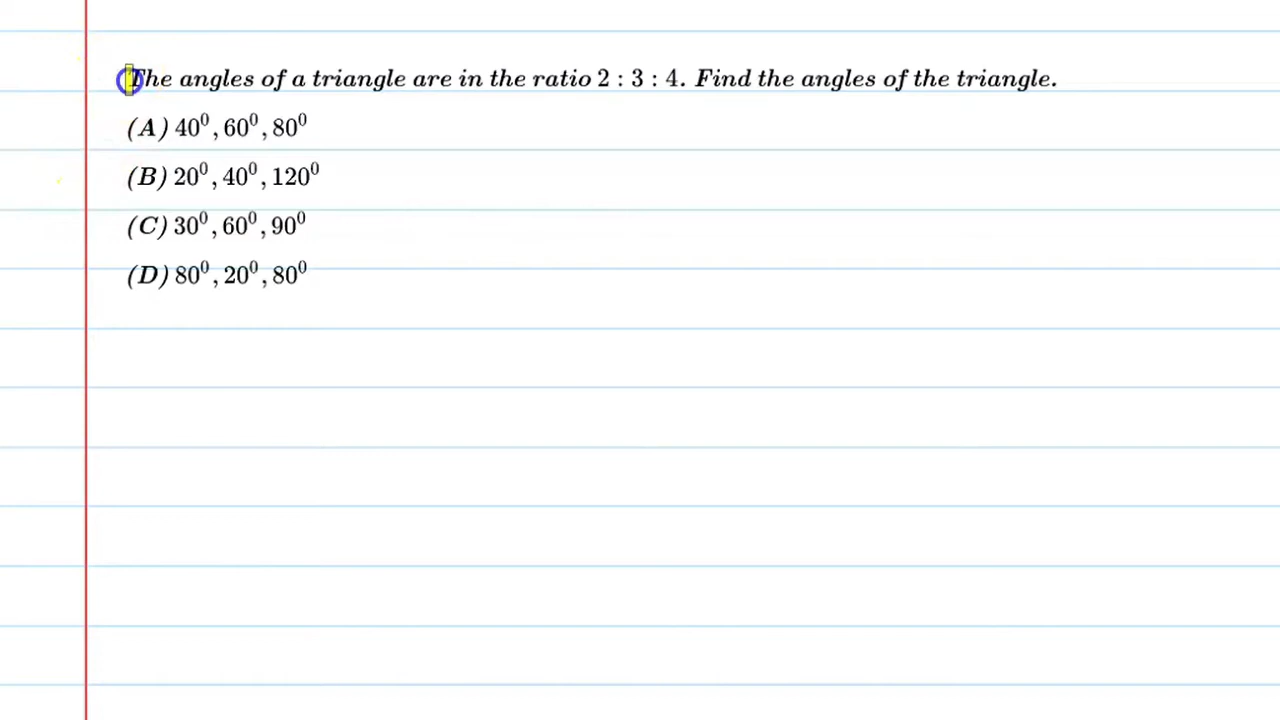 The angles of a triangle are in the ratio 2 : 3 : 4. Find the angles of the triangle.
(A) 40⁰, 60⁰, 80⁰
(B) 20⁰, 40⁰, 120⁰
(C) 30⁰, 60⁰, 90⁰
(D) 80⁰, 20⁰, 80⁰